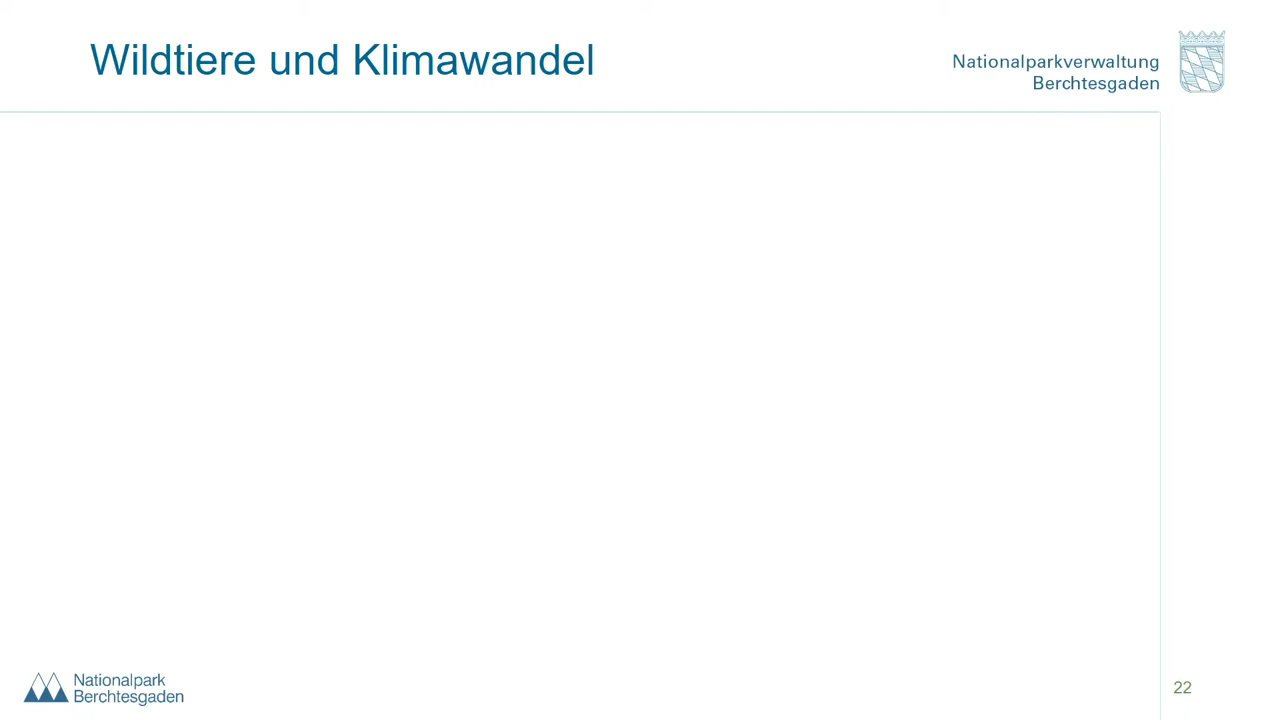 Wildtiere und Klimawandel
Nationalparkverwaltung
Berchtesgaden
Nationalpark
Berchtesgaden
22